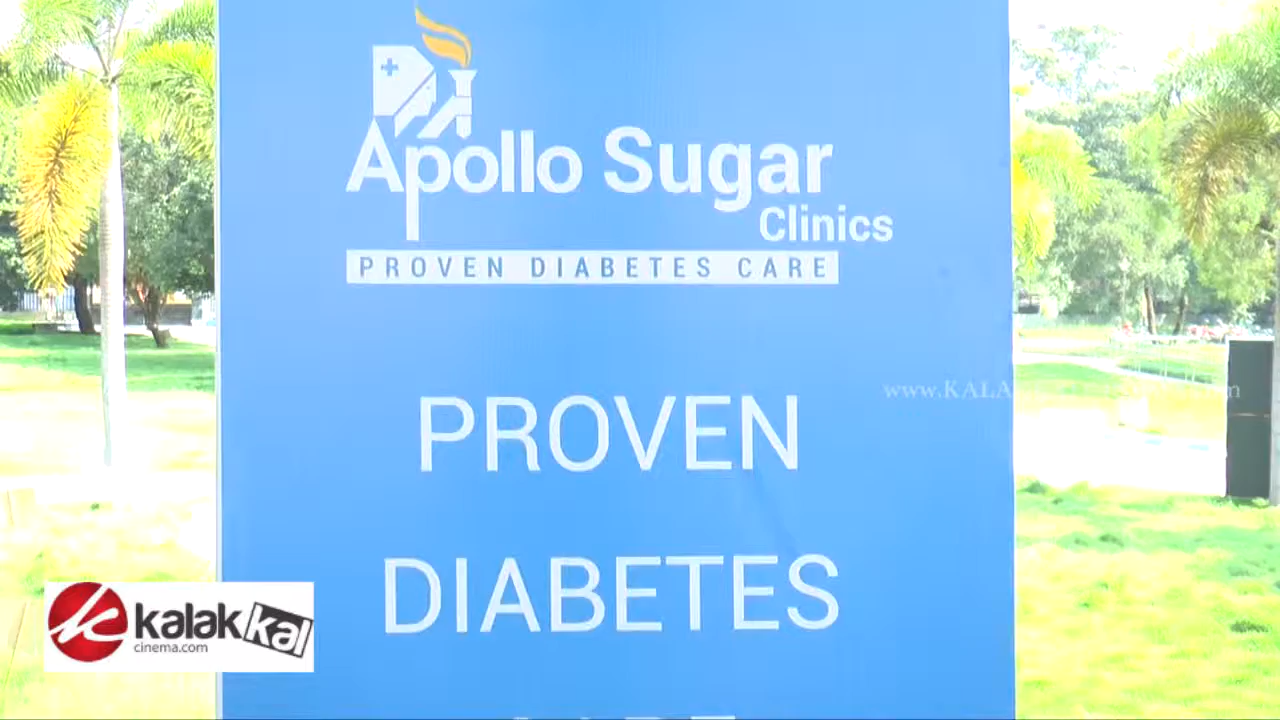 Apollo Sugar
Clinics
PROVEN DIABETES CARE
PROVEN
DIABETES
kalakkal
cinema.com